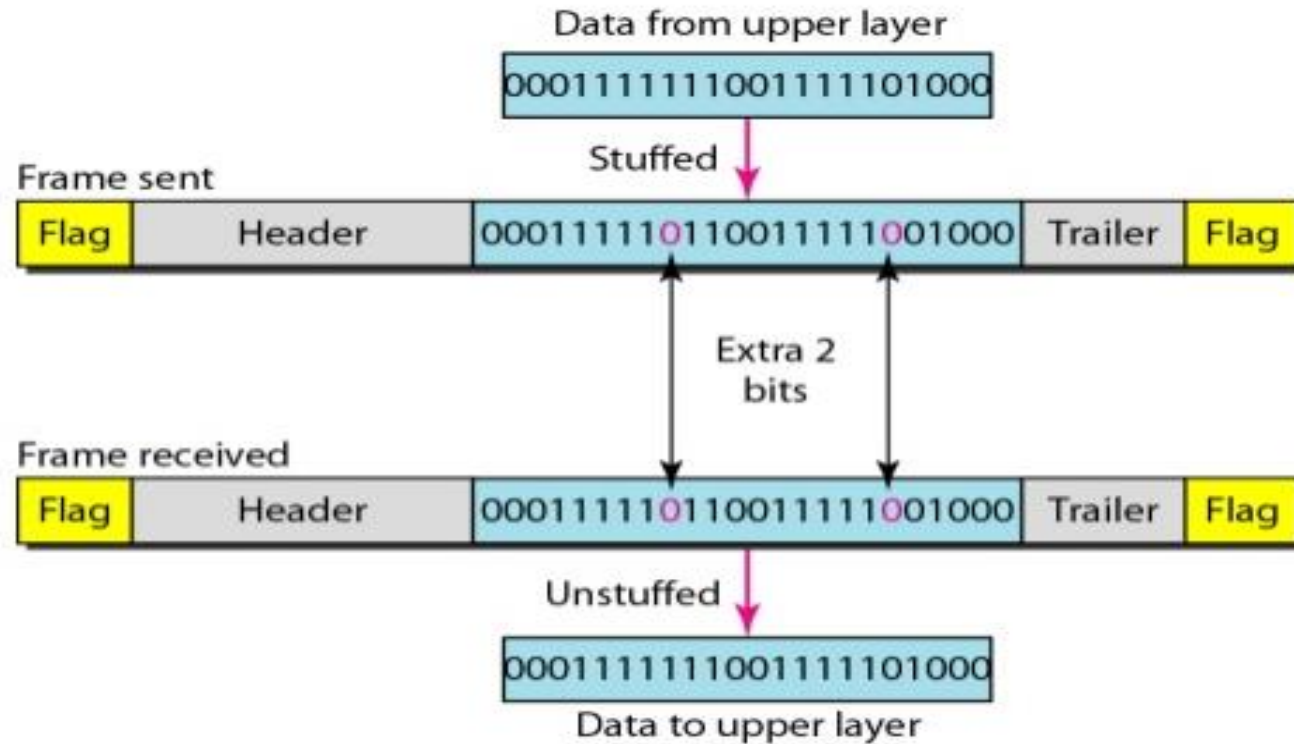 Data from upper layer
0001111111001111101000
Stuffed
Frame sent
Flag Header 000111110110011111001000 Trailer Flag
Extra 2
bits
Frame received
Flag Header 000111110110011111001000 Trailer Flag
Unstuffed
0001111111001111101000
Data to upper layer